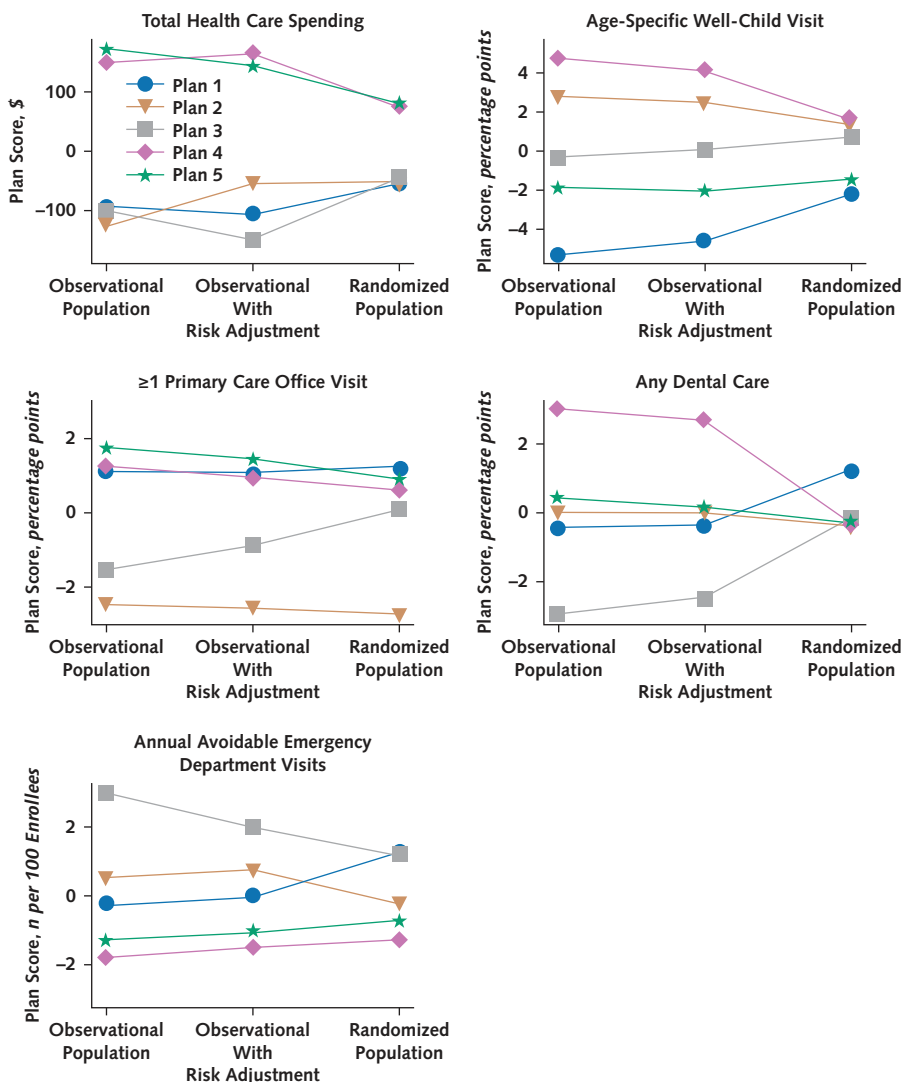 Total Health Care Spending
Plan Score, $
100
0
–100
Plan 1
Plan 2
Plan 3
Plan 4
Plan 5
Observational
Population
Observational
With
Risk Adjustment
Randomized
Population
Age-Specific Well-Child Visit
Plan Score, percentage points
4
2
0
–2
–4
Observational
Population
Observational
With
Risk Adjustment
Randomized
Population
≥1 Primary Care Office Visit
Plan Score, percentage points
2
0
–2
Observational
Population
Observational
With
Risk Adjustment
Randomized
Population
Any Dental Care
Plan Score, percentage points
2
0
–2
Observational
Population
Observational
With
Risk Adjustment
Randomized
Population
Annual Avoidable Emergency
Department Visits
Plan Score, n per 100 Enrollees
2
0
–2
Observational
Population
Observational
With
Risk Adjustment
Randomized
Population